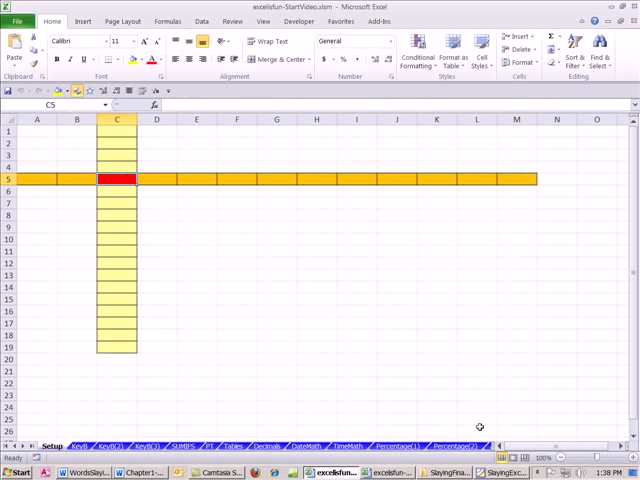 excelisfun-StartVideo.xlsm - Microsoft Excel
File Home Insert Page Layout Formulas Data Review View Developer Favorites Add-Ins
Paste
Calibri 11
B I U
Wrap Text
General
$ % ,
Conditional Formatting
Format as Table
Cell Styles
Insert
Delete
Format
Sort & Filter
Find & Select
Clipboard Font Alignment Number Styles Cells Editing
C5 fx
A B C D E F G H I J K L M N O
1
2
3
4
5
6
7
8
9
10
11
12
13
14
15
16
17
18
19
20
21
22
23
24
25
26
Setup KeyB KeyB(2) KeyB(3) SUMIFS PT Tables Decimals DateMath TimeMath Percentage(1) Percentage(2)
Ready 100%
Start WordsSlayi... Chapter1-... Camtasia S... excelisfun... excelisfun-... SlayingFina... SlayingExc... 1:38 PM